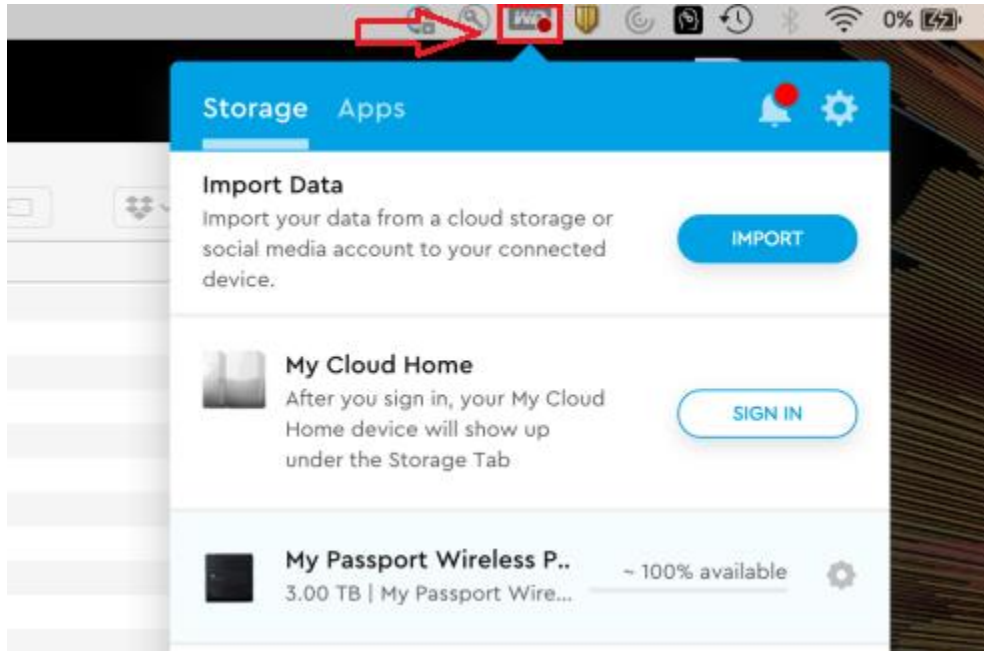 0%
Storage Apps
Import Data
Import your data from a cloud storage or
social media account to your connected
device.
IMPORT
My Cloud Home
After you sign in, your My Cloud
Home device will show up
under the Storage Tab
SIGN IN
My Passport Wireless P..
3.00 TB | My Passport Wire...
~ 100% available